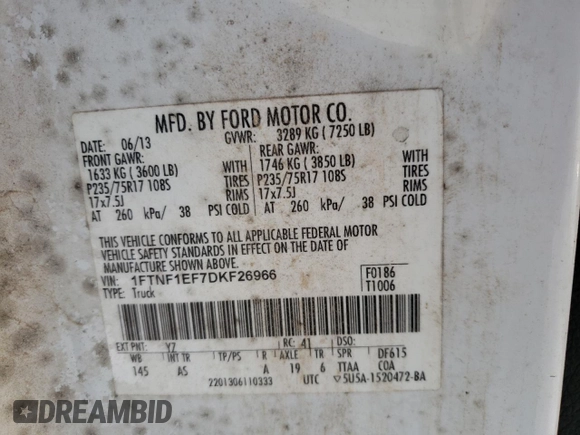 MFD. BY FORD MOTOR CO.
DATE: 06/13 GVWR: 3289 KG ( 7250 LB)
FRONT GAWR: REAR GAWR:
1633 KG ( 3600 LB) WITH 1746 KG ( 3850 LB) WITH
P235/75R17 108S TIRES P235/75R17 108S TIRES
17x7.5J RIMS 17x7.5J RIMS
AT 260 kPa/ 38 PSI COLD AT 260 kPa/ 38 PSI COLD
THIS VEHICLE CONFORMS TO ALL APPLICABLE FEDERAL MOTOR
VEHICLE SAFETY STANDARDS IN EFFECT ON THE DATE OF
MANUFACTURE SHOWN ABOVE.
VIN: 1FTNF1EF7DKF26966 F0186
TYPE: Truck T1006
EXT PNT: Y7 RC: 41 DSO:
WB INT TR TP/PS R AXLE TR SPR DF615
145 AS A 19 6 TTAA COA
2201306110333 UTC ▽5U5A-1520472-BA
DREAMBID